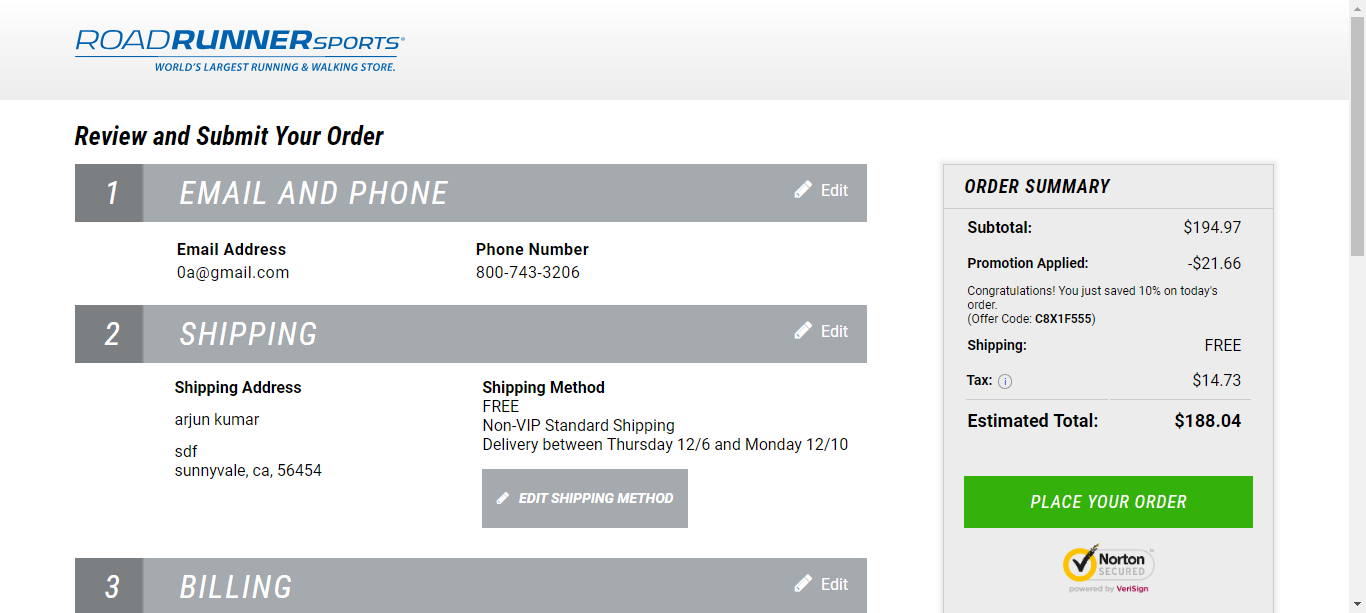 ROADRUNNERSPORTS
WORLD'S LARGEST RUNNING & WALKING STORE.
Review and Submit Your Order
1 EMAIL AND PHONE Edit
Email Address Phone Number
0a@gmail.com 800-743-3206
2 SHIPPING Edit
Shipping Address Shipping Method
FREE
arjun kumar Non-VIP Standard Shipping
Delivery between Thursday 12/6 and Monday 12/10
sdf
sunnyvale, ca, 56454
EDIT SHIPPING METHOD
3 BILLING Edit
ORDER SUMMARY
Subtotal: $194.97
Promotion Applied: -$21.66
Congratulations! You just saved 10% on today's
order.
(Offer Code: C8X1F555)
Shipping: FREE
Tax: i $14.73
Estimated Total: $188.04
PLACE YOUR ORDER
Norton
SECURED
powered by VeriSign